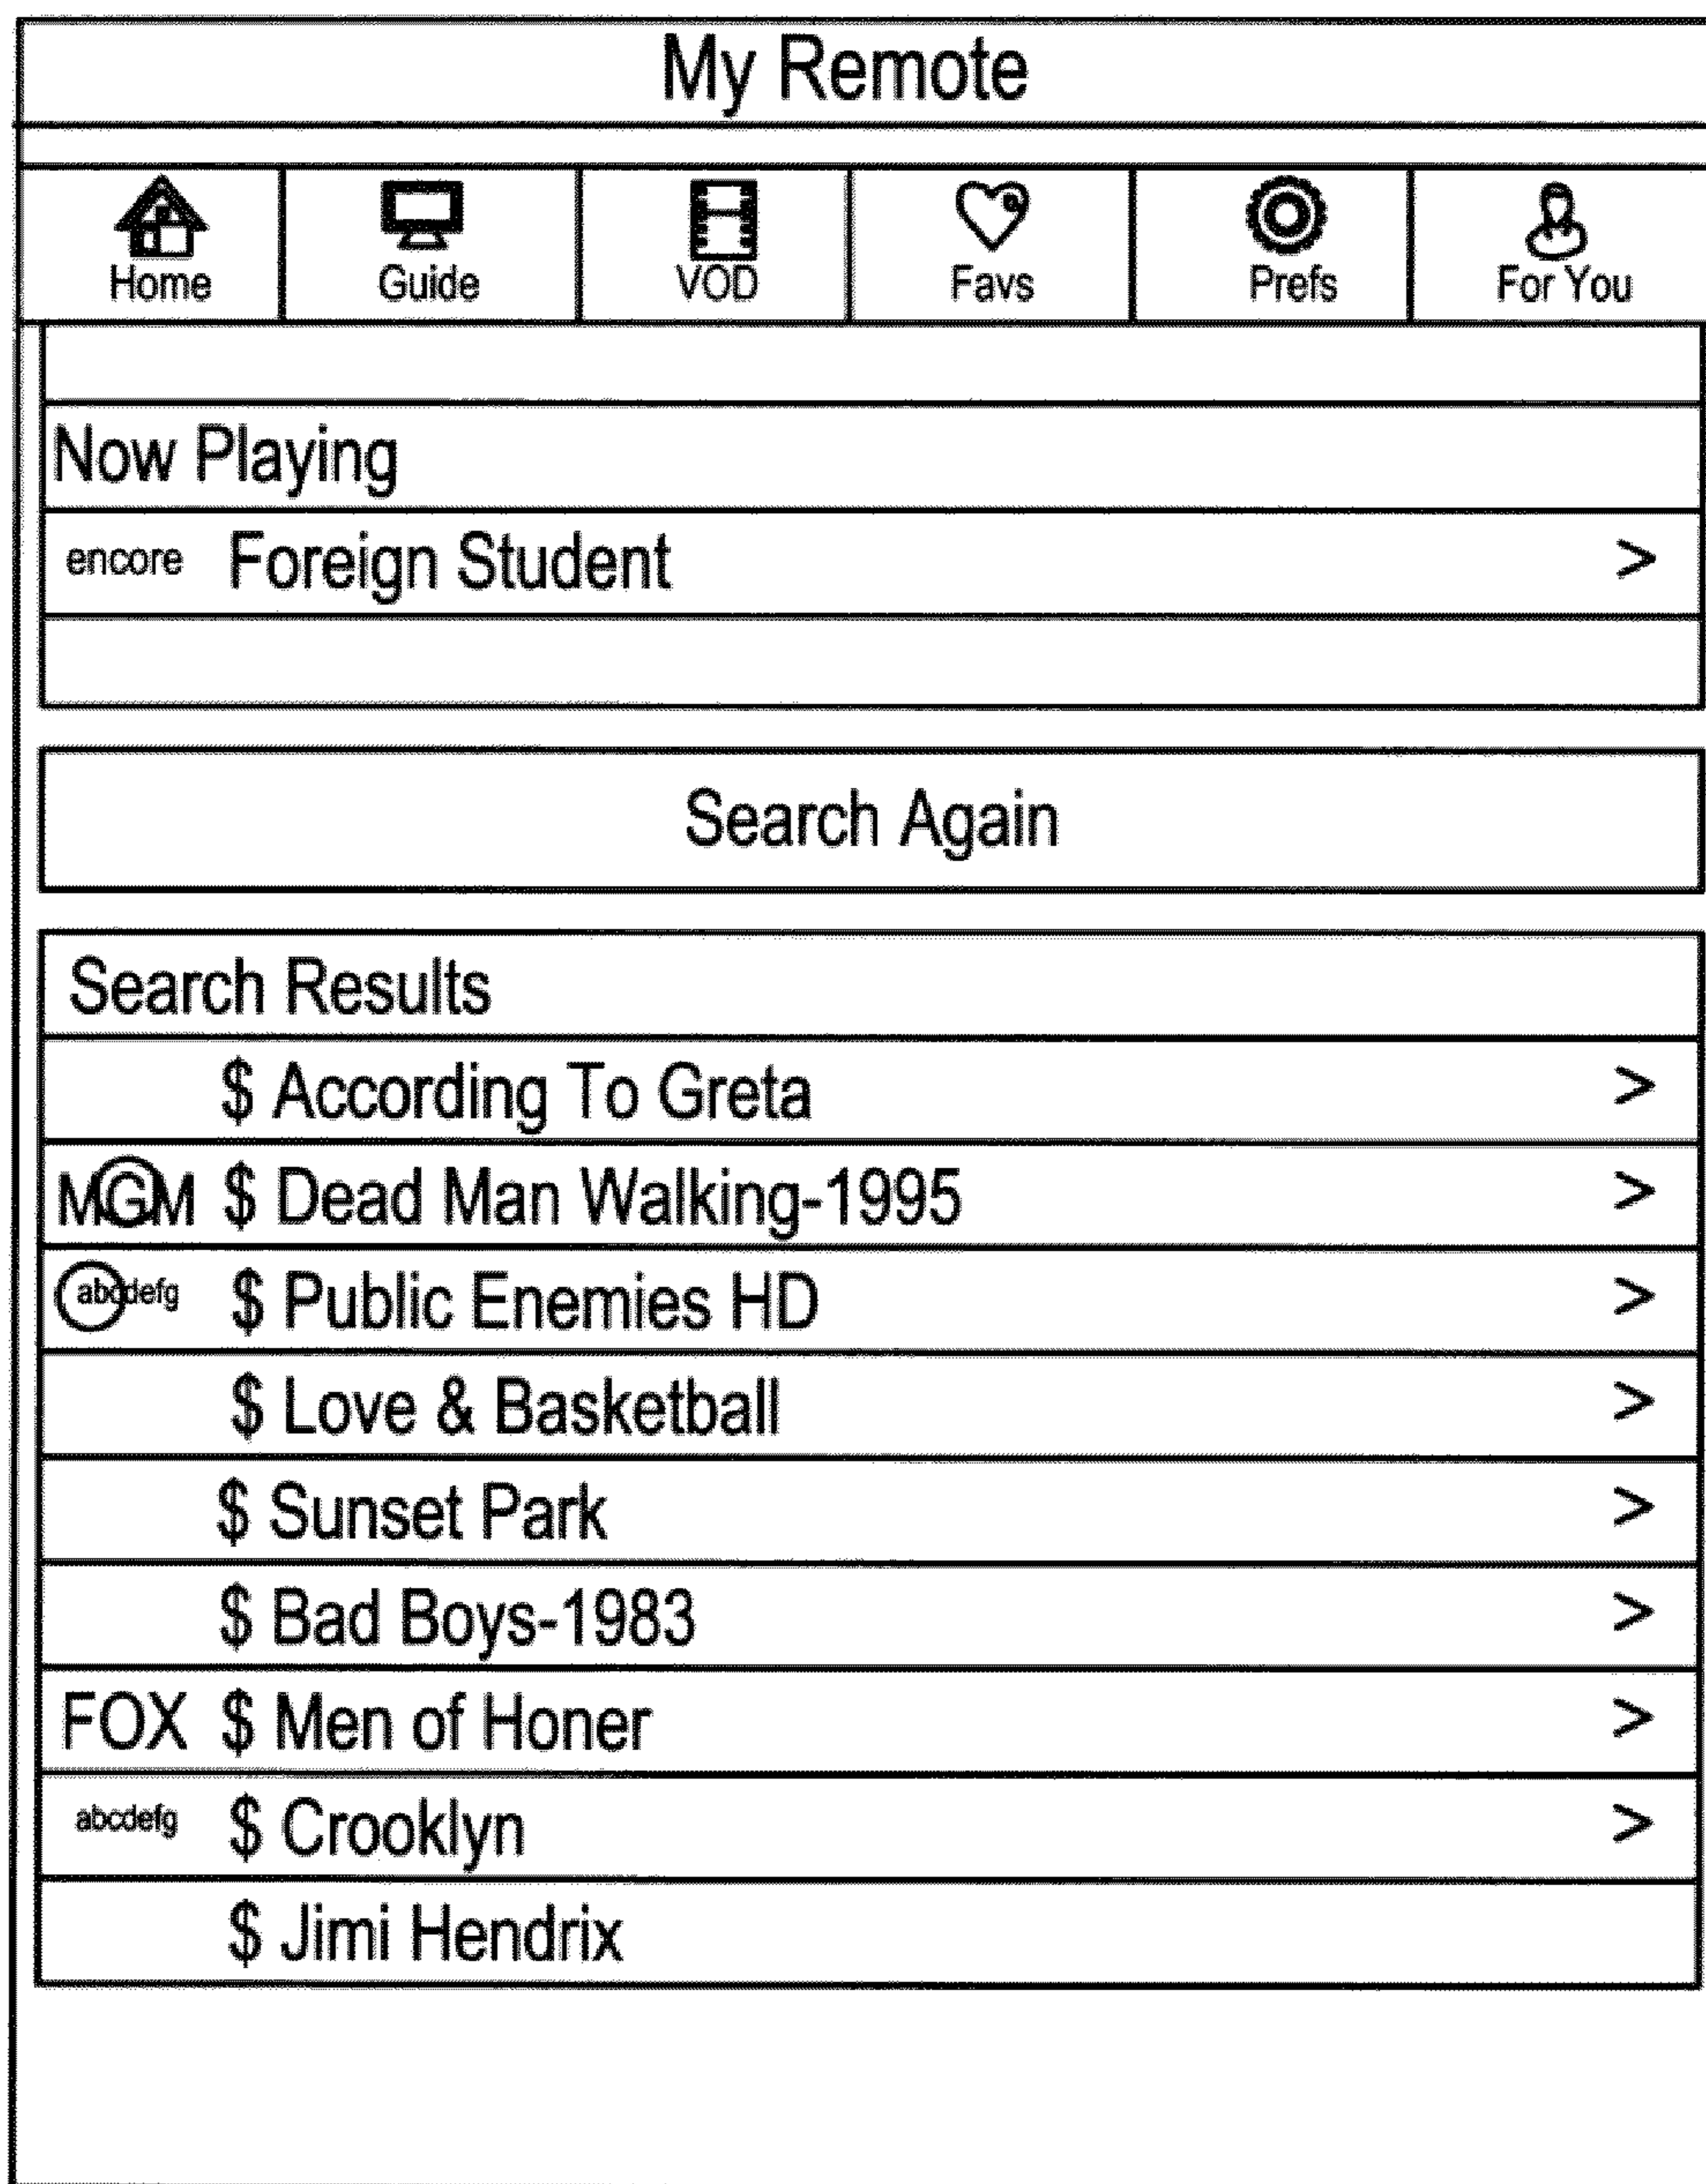 My Remote
Home Guide VOD Favs Prefs For You
Now Playing
encore Foreign Student >
Search Again
Search Results
$ According To Greta >
MGM $ Dead Man Walking-1995 >
abcdefg $ Public Enemies HD >
$ Love & Basketball >
$ Sunset Park >
$ Bad Boys-1983 >
FOX $ Men of Honer >
abcdefg $ Crooklyn >
$ Jimi Hendrix